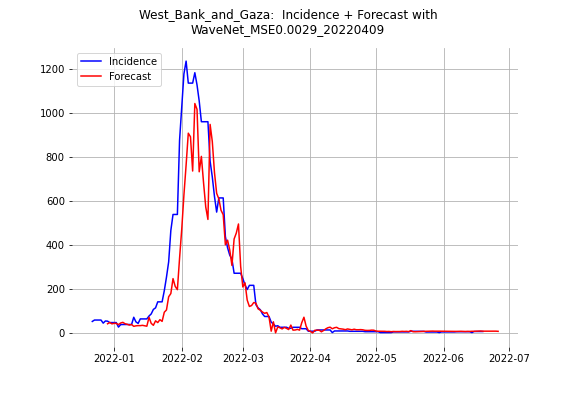 West_Bank_and_Gaza:  Incidence + Forecast with
WaveNet_MSE0.0029_20220409
Incidence
Forecast
1200
1000
800
600
400
200
0
2022-01 2022-02 2022-03 2022-04 2022-05 2022-06 2022-07